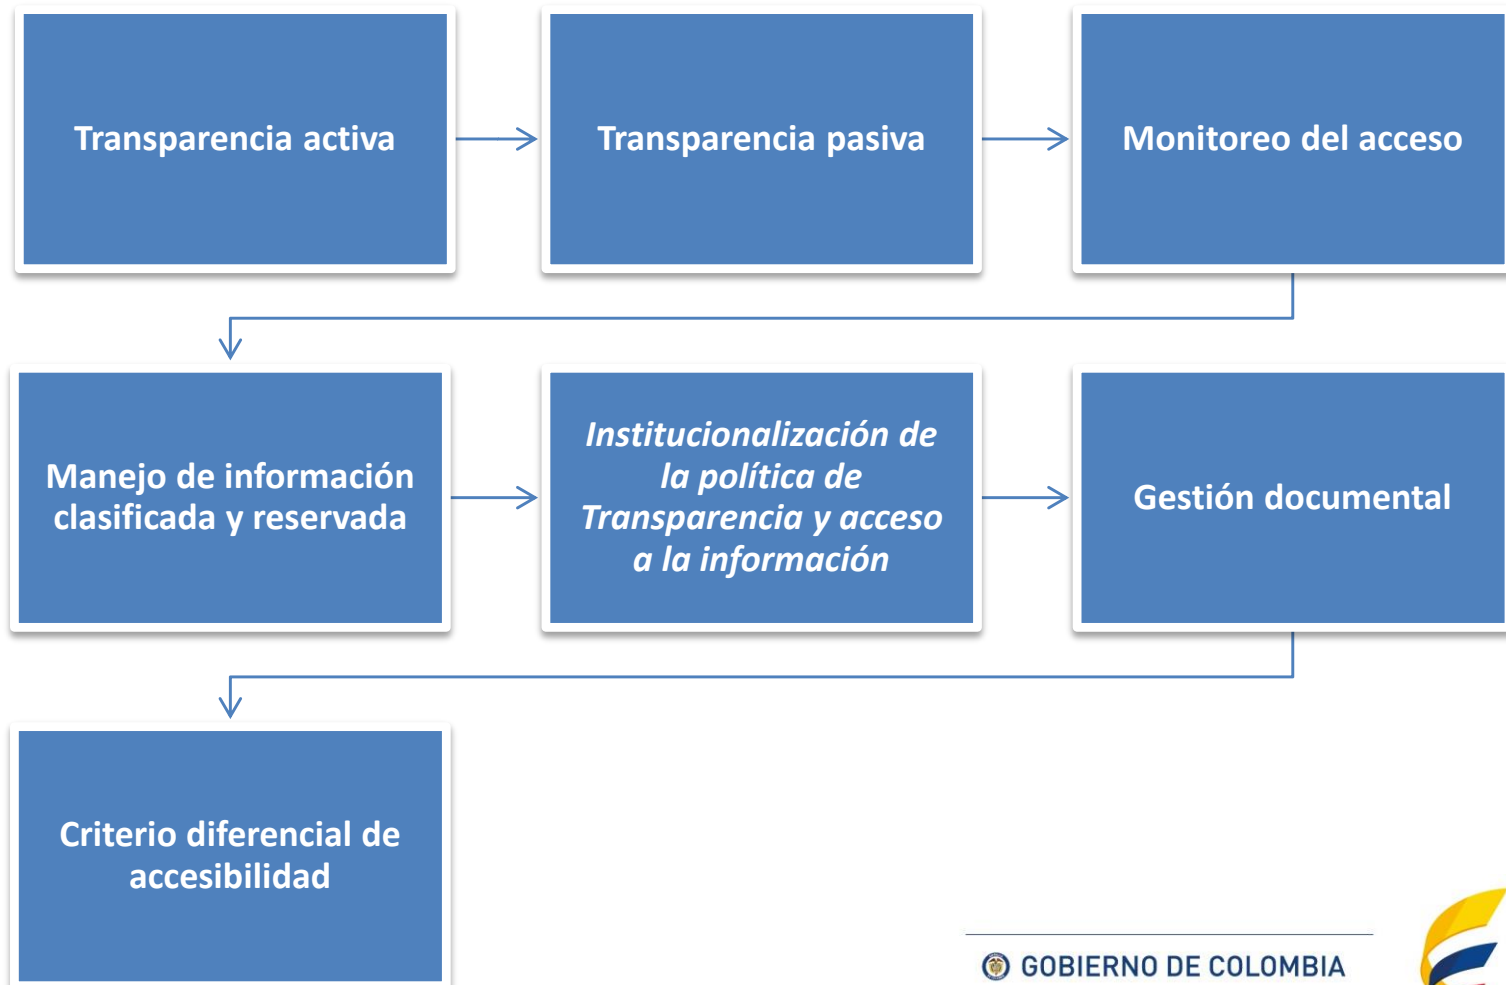 Transparencia activa
Transparencia pasiva
Monitoreo del acceso
Manejo de información
clasificada y reservada
Institucionalización de
la política de
Transparencia y acceso
a la información
Gestión documental
Criterio diferencial de
accesibilidad
GOBIERNO DE COLOMBIA